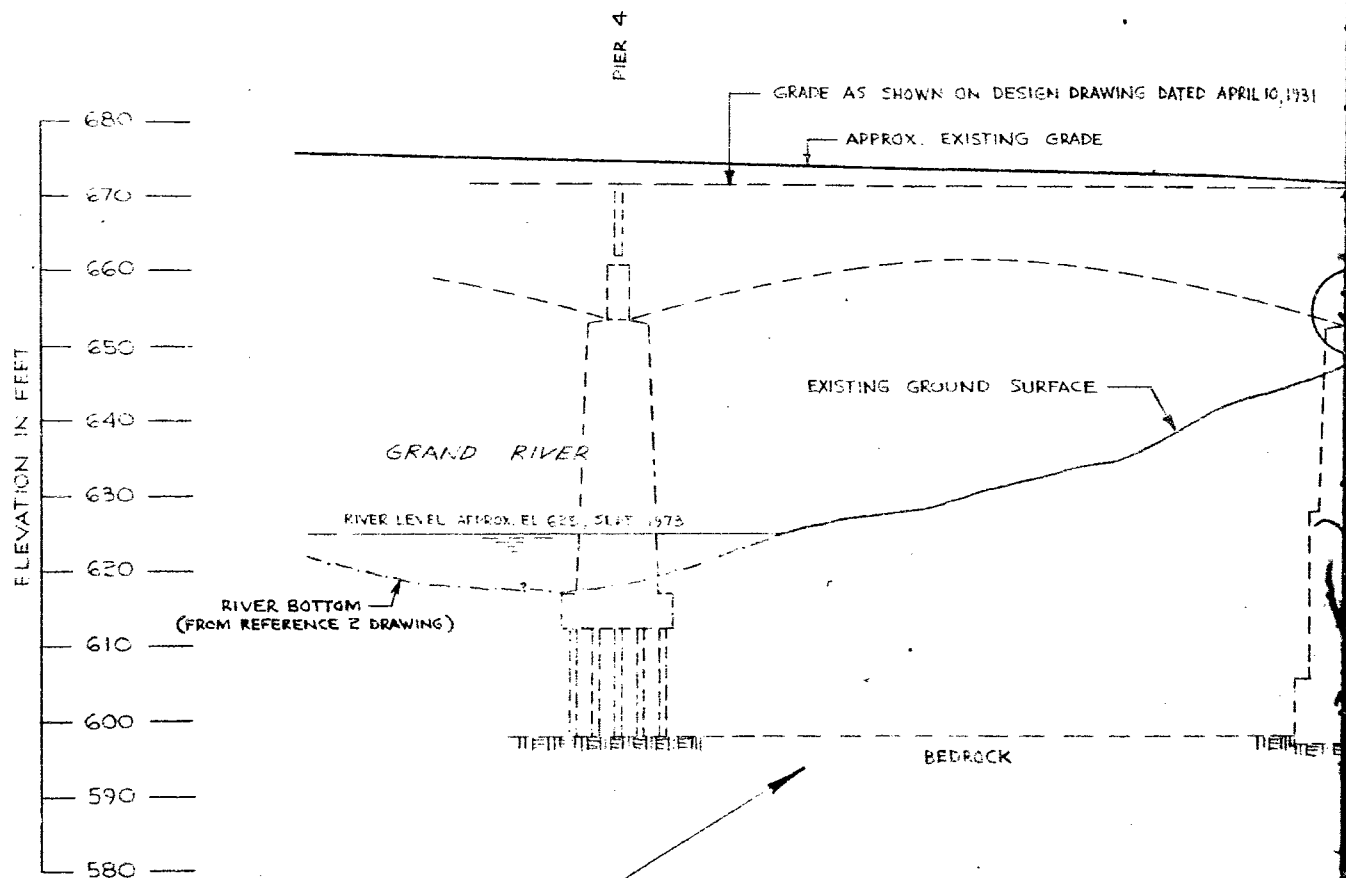 PIER 4
GRADE AS SHOWN ON DESIGN DRAWING DATED APRIL 10, 1931
APPROX. EXISTING GRADE
ELEVATION IN FEET
680
670
660
650
640
630
620
610
600
590
580
EXISTING GROUND SURFACE
GRAND RIVER
RIVER LEVEL APPROX. EL 625, SEPT. 1973
?
RIVER BOTTOM
(FROM REFERENCE 2 DRAWING)
BEDROCK